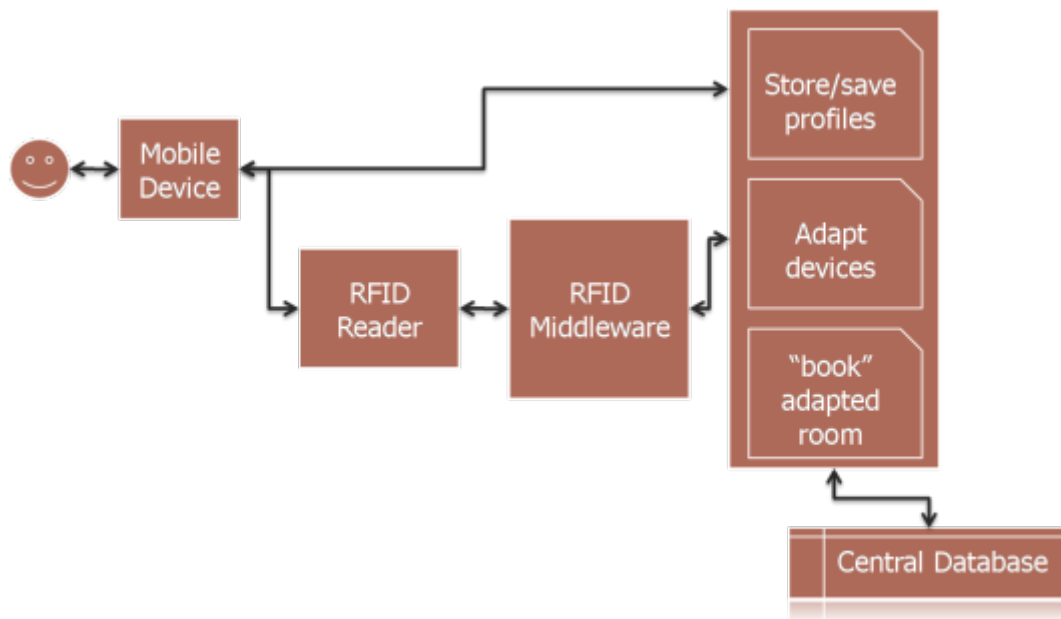 Store/save
profiles
Mobile
Device
Adapt
devices
RFID
Reader
RFID
Middleware
“book”
adapted
room
Central Database